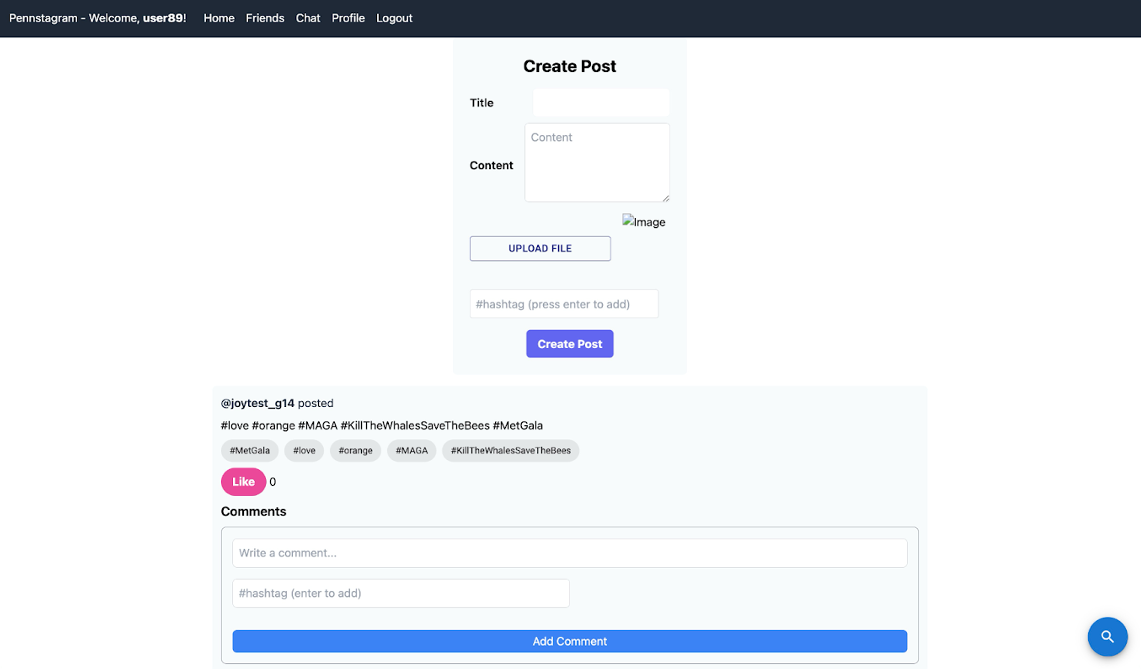 Pennstagram - Welcome, user89! Home Friends Chat Profile Logout
Create Post
Title
Content
Content
Image
UPLOAD FILE
#hashtag (press enter to add)
Create Post
@joytest_g14 posted
#love #orange #MAGA #KillTheWhalesSaveTheBees #MetGala
#MetGala #love #orange #MAGA #KillTheWhalesSaveTheBees
Like 0
Comments
Write a comment...
#hashtag (enter to add)
Add Comment